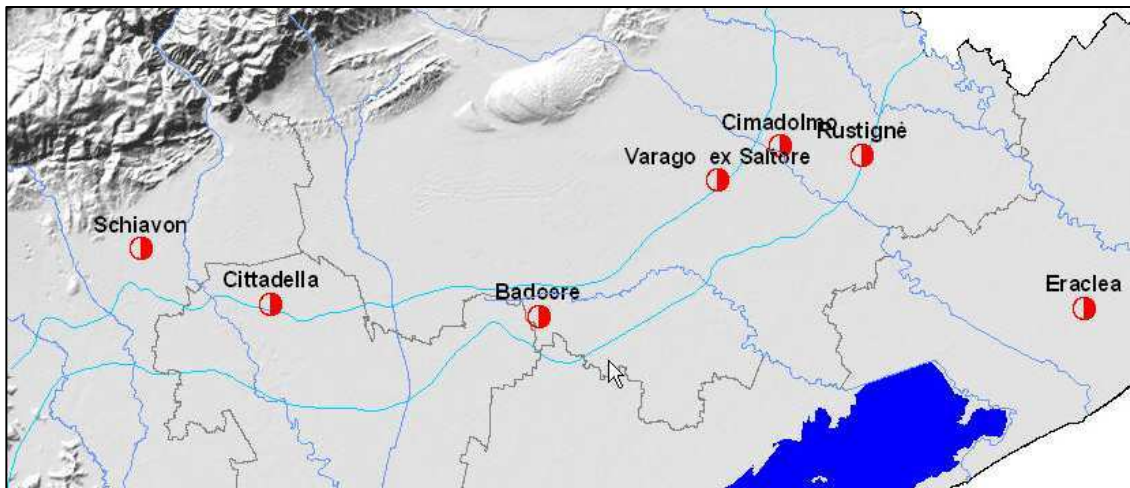 Cimadolmo
Rustignè
Varago ex Saltore
Schiavon
Cittadella
Badoere
Eraclea